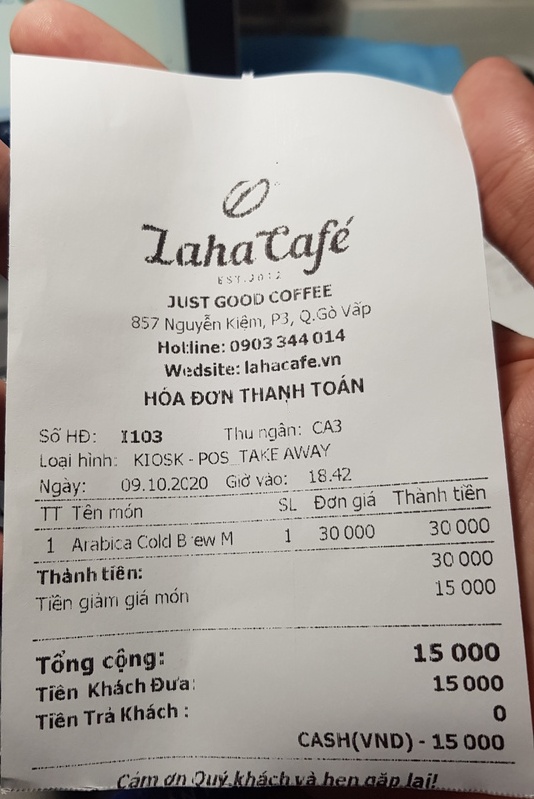 Laha Café
EST.2012
JUST GOOD COFFEE
857 Nguyễn Kiệm, P3, Q.Gò Vấp
Hotline: 0903 344 014
Wedsite: lahacafe.vn
HÓA ĐƠN THANH TOÁN
Số HĐ: I103 Thu ngân: CA3
Loại hình: KIOSK - POS_TAKE AWAY
Ngày: 09.10.2020 Giờ vào: 18.42
TT Tên món SL Đơn giá Thành tiền
1 Arabica Cold Brew M 1 30 000 30 000
Thành tiền: 30 000
Tiền giảm giá món 15 000
Tổng cộng: 15 000
Tiền Khách Đưa: 15 000
Tiền Trả Khách : 0
CASH(VND) - 15 000
Cám ơn Quý khách và hẹn gặp lại!